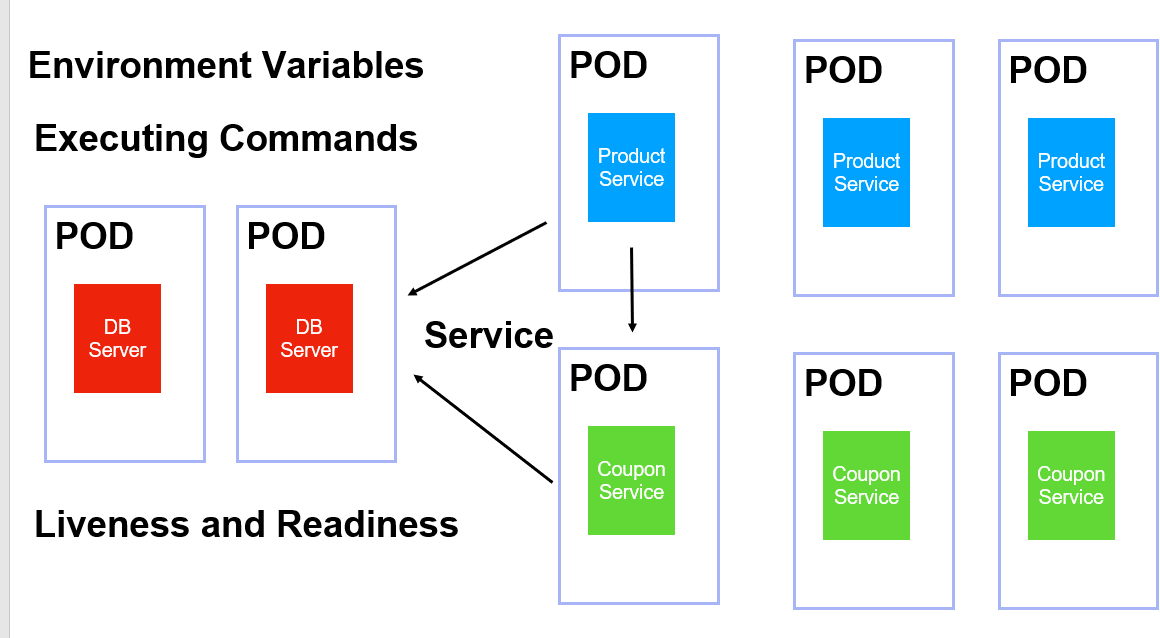 Environment Variables
Executing Commands
POD
DB
Server
POD
DB
Server
Service
Liveness and Readiness
POD
Product
Service
POD
Product
Service
POD
Product
Service
POD
Coupon
Service
POD
Coupon
Service
POD
Coupon
Service